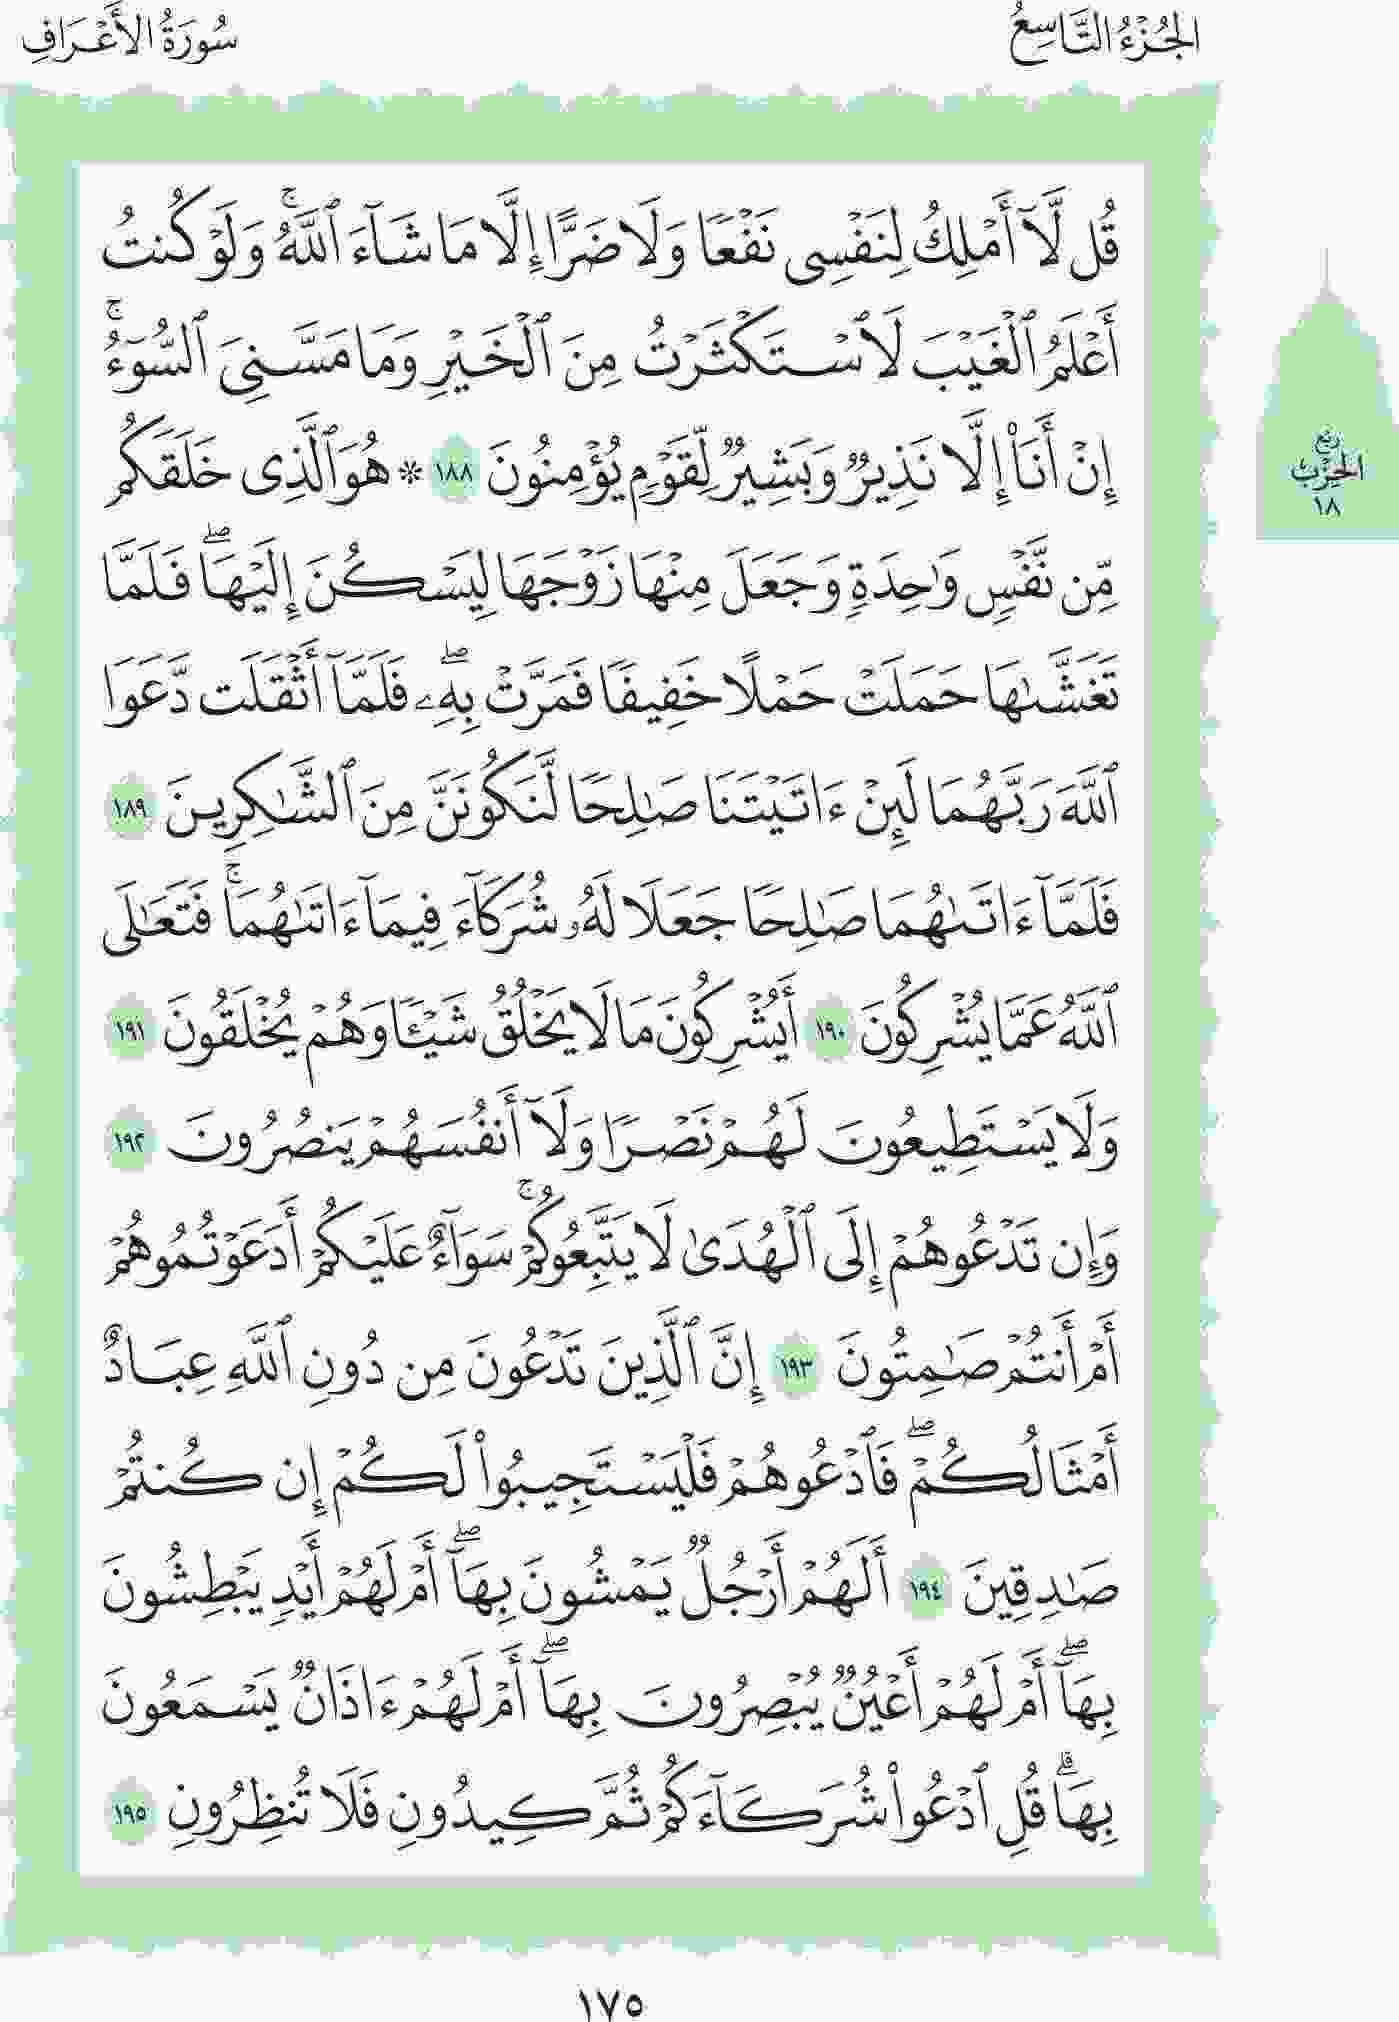 الجُزْءُ التَّاسِعُ
سُورَةُ الأَعْرَافِ
قُل لَّآ أَمْلِكُ لِنَفْسِى نَفْعًا وَلَا ضَرًّا إِلَّا مَا شَآءَ ٱللَّهُ ۚ وَلَوْ كُنتُ
أَعْلَمُ ٱلْغَيْبَ لَٱسْتَكْثَرْتُ مِنَ ٱلْخَيْرِ وَمَا مَسَّنِىَ ٱلسُّوٓءُ ۚ
إِنْ أَنَا۠ إِلَّا نَذِيرٌ وَبَشِيرٌ لِّقَوْمٍ يُؤْمِنُونَ ١٨٨ * هُوَ ٱلَّذِى خَلَقَكُم
مِّن نَّفْسٍ وَٰحِدَةٍ وَجَعَلَ مِنْهَا زَوْجَهَا لِيَسْكُنَ إِلَيْهَا ۖ فَلَمَّا
تَغَشَّىٰهَا حَمَلَتْ حَمْلًا خَفِيفًا فَمَرَّتْ بِهِۦ ۖ فَلَمَّآ أَثْقَلَت دَّعَوَا
ٱللَّهَ رَبَّهُمَا لَئِنْ ءَاتَيْتَنَا صَٰلِحًا لَّنَكُونَنَّ مِنَ ٱلشَّٰكِرِينَ ١٨٩
فَلَمَّآ ءَاتَىٰهُمَا صَٰلِحًا جَعَلَا لَهُۥ شُرَكَآءَ فِيمَآ ءَاتَىٰهُمَا ۚ فَتَعَٰلَى
ٱللَّهُ عَمَّا يُشْرِكُونَ ١٩٠ أَيُشْرِكُونَ مَا لَا يَخْلُقُ شَيْـًٔا وَهُمْ يُخْلَقُونَ ١٩١
وَلَا يَسْتَطِيعُونَ لَهُمْ نَصْرًا وَلَآ أَنفُسَهُمْ يَنصُرُونَ ١٩٢
وَإِن تَدْعُوهُمْ إِلَى ٱلْهُدَىٰ لَا يَتَّبِعُوكُمْ ۚ سَوَآءٌ عَلَيْكُمْ أَدَعَوْتُمُوهُمْ
أَمْ أَنتُمْ صَٰمِتُونَ ١٩٣ إِنَّ ٱلَّذِينَ تَدْعُونَ مِن دُونِ ٱللَّهِ عِبَادٌ
أَمْثَالُكُمْ ۖ فَٱدْعُوهُمْ فَلْيَسْتَجِيبُوا۟ لَكُمْ إِن كُنتُمْ
صَٰدِقِينَ ١٩٤ أَلَهُمْ أَرْجُلٌ يَمْشُونَ بِهَآ ۖ أَمْ لَهُمْ أَيْدٍ يَبْطِشُونَ
بِهَآ ۖ أَمْ لَهُمْ أَعْيُنٌ يُبْصِرُونَ بِهَآ ۖ أَمْ لَهُمْ ءَاذَانٌ يَسْمَعُونَ
بِهَا ۗ قُلِ ٱدْعُوا۟ شُرَكَآءَكُمْ ثُمَّ كِيدُونِ فَلَا تُنظِرُونِ ١٩٥
رُبْع
الحِزْب
١٨
١٧٥